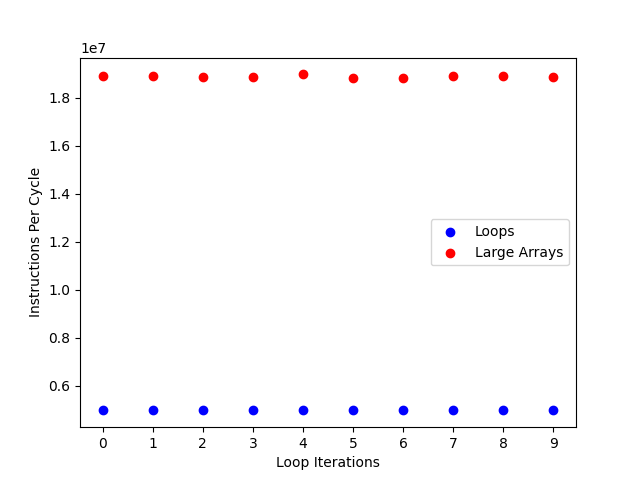 1e7
1.8
1.6
1.4
1.2
1.0
0.8
0.6
Instructions Per Cycle
Loops
Large Arrays
0 1 2 3 4 5 6 7 8 9
Loop Iterations